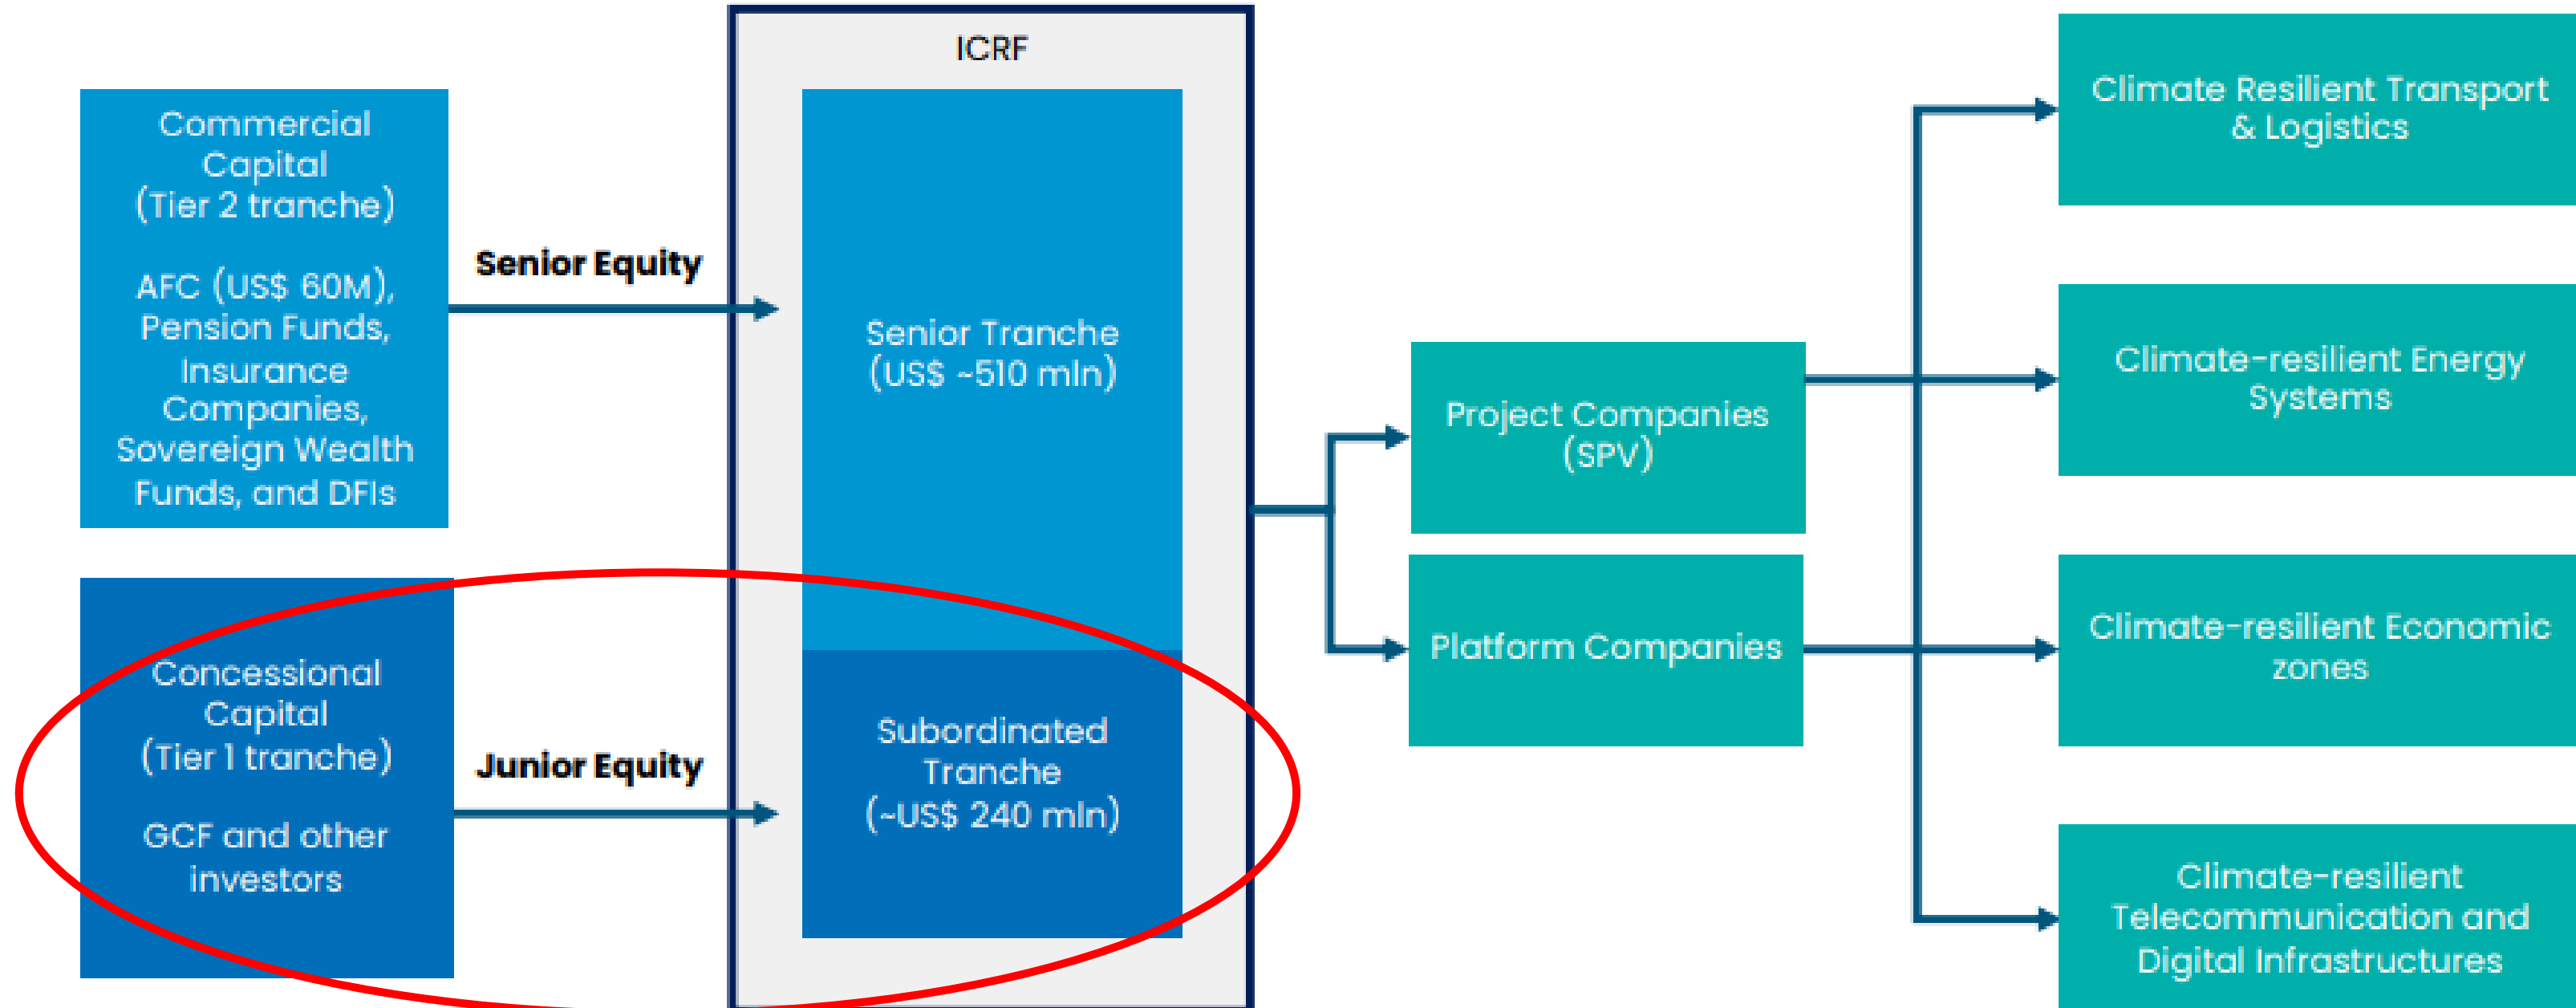 ICRF
Commercial
Capital
(Tier 2 tranche)
AFC (US$ 60M),
Pension Funds,
Insurance
Companies,
Sovereign Wealth
Funds, and DFIs
Senior Equity
Senior Tranche
(US$ ~510 mln)
Concessional
Capital
(Tier 1 tranche)
GCF and other
investors
Junior Equity
Subordinated
Tranche
(~US$ 240 mln)
Project Companies
(SPV)
Platform Companies
Climate Resilient Transport
& Logistics
Climate-resilient Energy
Systems
Climate-resilient Economic
zones
Climate-resilient
Telecommunication and
Digital Infrastructures